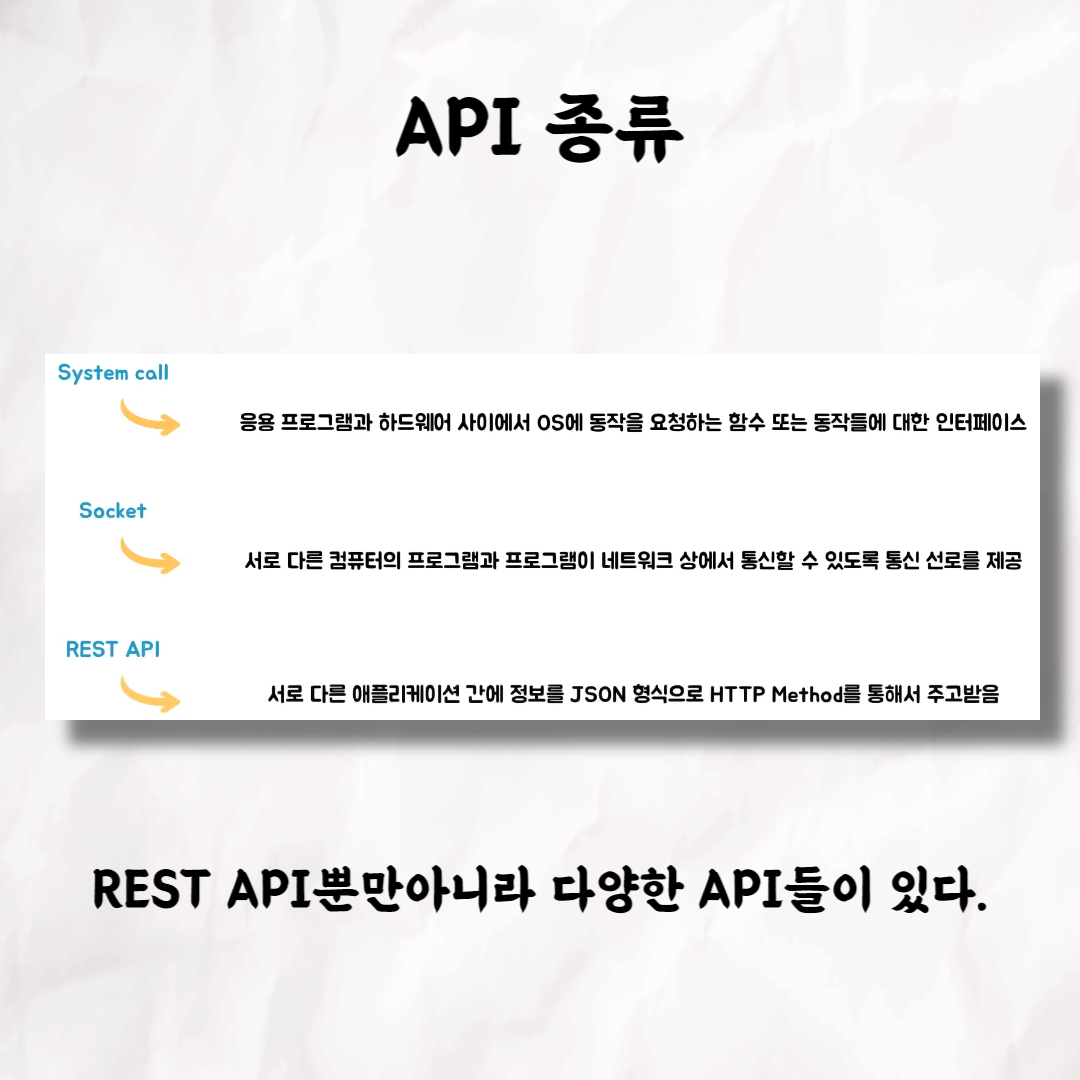 API 종류
System call
응용 프로그램과 하드웨어 사이에서 OS에 동작을 요청하는 함수 또는 동작들에 대한 인터페이스
Socket
서로 다른 컴퓨터의 프로그램과 프로그램이 네트워크 상에서 통신할 수 있도록 통신 선로를 제공
REST API
서로 다른 애플리케이션 간에 정보를 JSON 형식으로 HTTP Method를 통해서 주고받음
REST API뿐만아니라 다양한 API들이 있다.